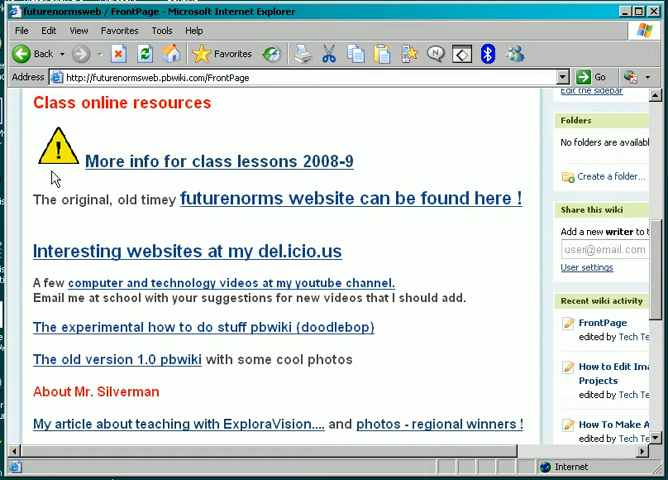 futurenormsweb / FrontPage - Microsoft Internet Explorer
File Edit View Favorites Tools Help
Back Favorites
Address http://futurenormsweb.pbwiki.com/FrontPage Go
Class online resources
More info for class lessons 2008-9
The original, old timey futurenorms website can be found here !
Interesting websites at my del.icio.us
A few computer and technology videos at my youtube channel.
Email me at school with your suggestions for new videos that I should add.
The experimental how to do stuff pbwiki (doodlebop)
The old version 1.0 pbwiki with some cool photos
About Mr. Silverman
My article about teaching with ExploraVision.... and photos - regional winners !
Edit the sidebar
Folders
No folders are availabl
Create a folder...
Share this wiki
Add a new writer to t
user@email.com
User settings
Recent wiki activity
FrontPage
edited by Tech Te
How to Edit Ima
Projects
edited by Tech Te
How To Make A
edited by Tech Te
Internet